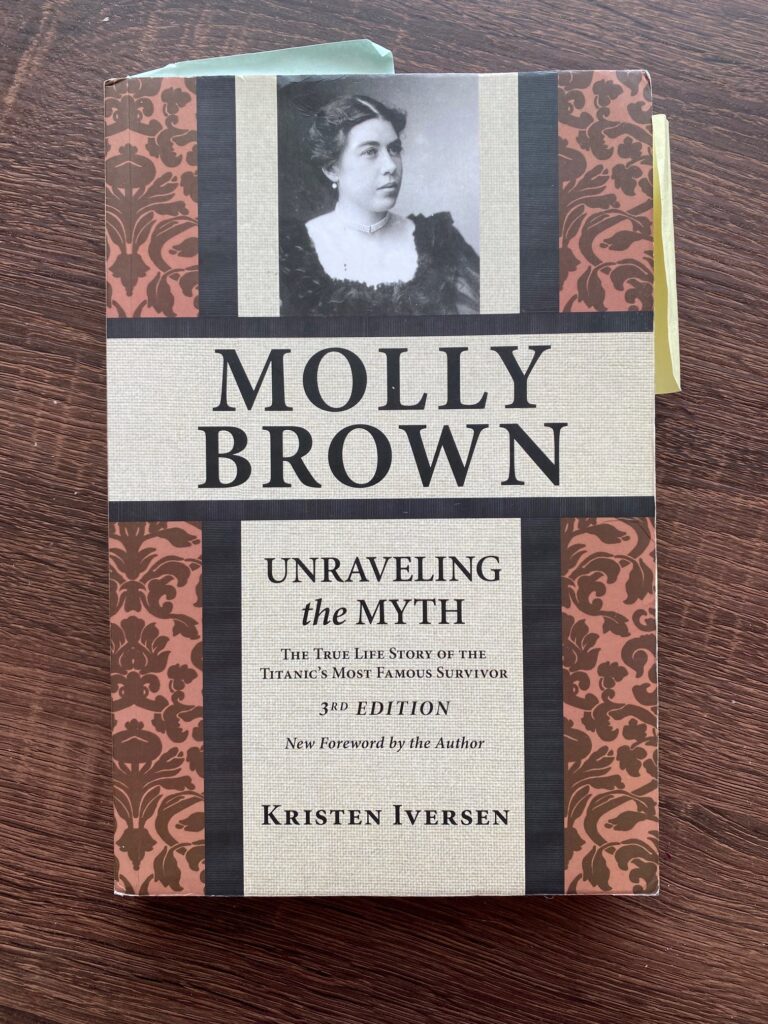 MOLLY
BROWN
UNRAVELING
the MYTH
THE TRUE LIFE STORY OF THE
TITANIC'S MOST FAMOUS SURVIVOR
3RD EDITION
New Foreword by the Author
KRISTEN IVERSEN